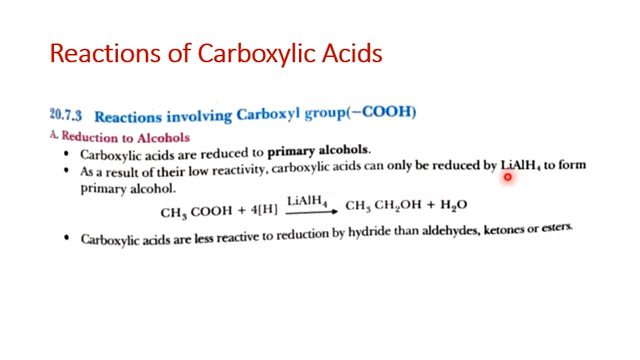 Reactions of Carboxylic Acids
20.7.3 Reactions involving Carboxyl group(−COOH)
A. Reduction to Alcohols
• Carboxylic acids are reduced to primary alcohols.
• As a result of their low reactivity, carboxylic acids can only be reduced by LiAlH₄ to form
primary alcohol.
CH₃ COOH + 4[H] —LiAlH₄→ CH₃ CH₂OH + H₂O
• Carboxylic acids are less reactive to reduction by hydride than aldehydes, ketones or esters.